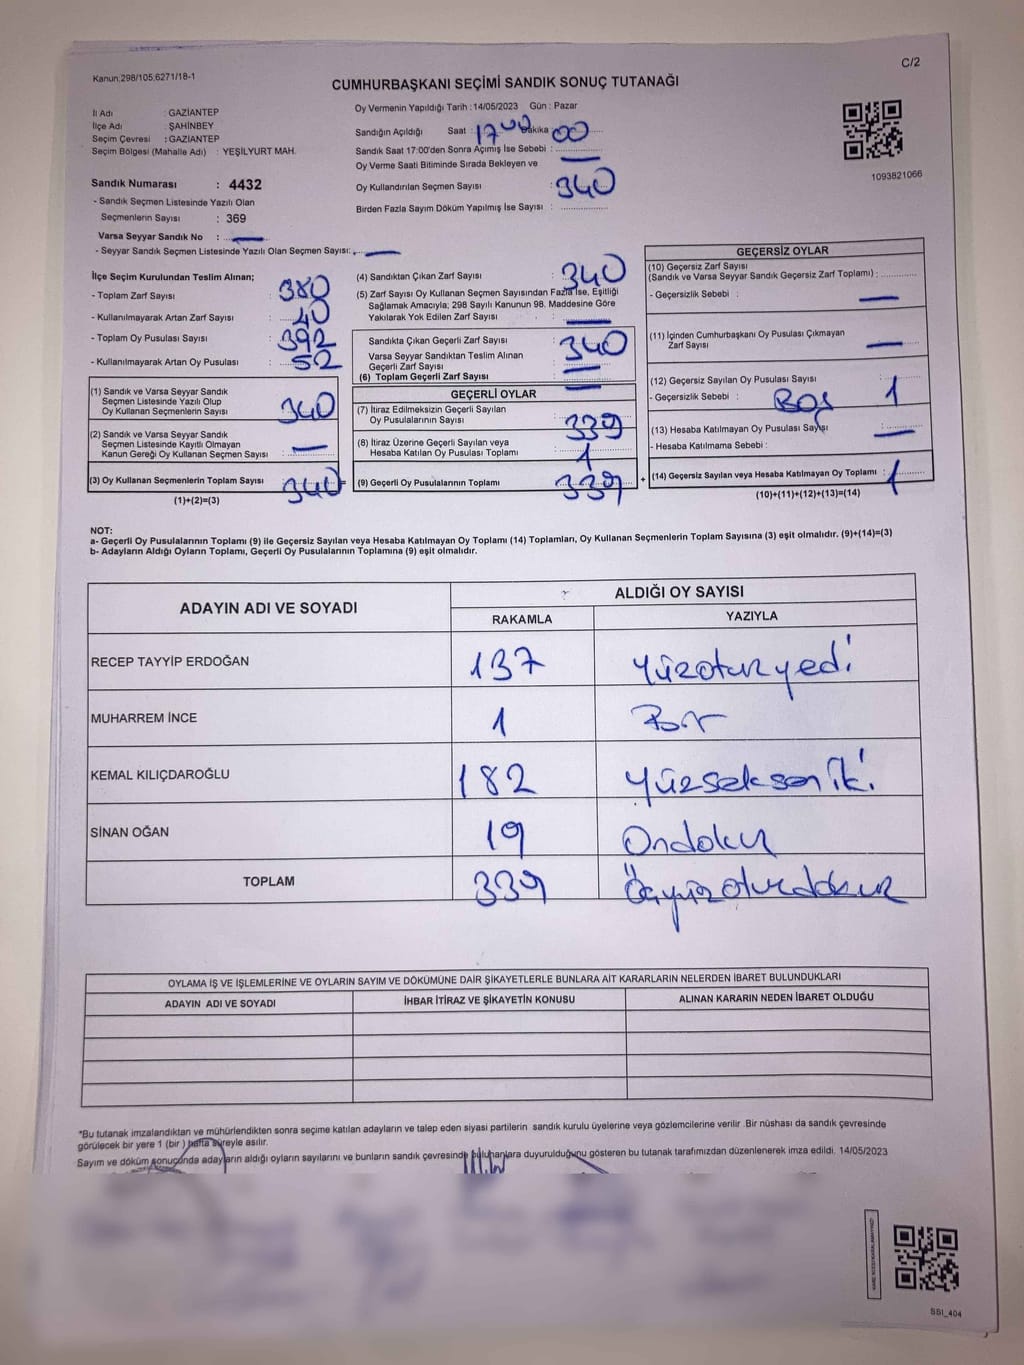 Kanun:298/105;6271/18-1
C/2
CUMHURBAŞKANI SEÇİMİ SANDIK SONUÇ TUTANAĞI
İl Adı : GAZİANTEP
İlçe Adı : ŞAHİNBEY
Seçim Çevresi : GAZİANTEP
Seçim Bölgesi (Mahalle Adı) : YEŞİLYURT MAH.
Sandık Numarası : 4432
- Sandık Seçmen Listesinde Yazılı Olan
Seçmenlerin Sayısı : 369
Varsa Seyyar Sandık No : —
- Seyyar Sandık Seçmen Listesinde Yazılı Olan Seçmen Sayısı: —
Oy Vermenin Yapıldığı Tarih : 14/05/2023 Gün : Pazar
Sandığın Açıldığı Saat : 17 00 Dakika 00
Sandık Saat 17:00'den Sonra Açımış İse Sebebi : —
Oy Verme Saati Bitiminde Sırada Bekleyen ve
Oy Kullandırılan Seçmen Sayısı : 340
Birden Fazla Sayım Döküm Yapılmış İse Sayısı :
1093821066
İlçe Seçim Kurulundan Teslim Alınan;
- Toplam Zarf Sayısı : 380
- Kullanılmayarak Artan Zarf Sayısı : 40
- Toplam Oy Pusulası Sayısı : 392
- Kullanılmayarak Artan Oy Pusulası : 52
(1) Sandık ve Varsa Seyyar Sandık
Seçmen Listesinde Yazılı Olup
Oy Kullanan Seçmenlerin Sayısı : 340
(2) Sandık ve Varsa Seyyar Sandık
Seçmen Listesinde Kayıtlı Olmayan
Kanun Gereği Oy Kullanan Seçmen Sayısı : —
(3) Oy Kullanan Seçmenlerin Toplam Sayısı : 340 =
(1)+(2)=(3)
(4) Sandıktan Çıkan Zarf Sayısı : 340
(5) Zarf Sayısı Oy Kullanan Seçmen Sayısından Fazla İse, Eşitliği
Sağlamak Amacıyla; 298 Sayılı Kanunun 98. Maddesine Göre
Yakılarak Yok Edilen Zarf Sayısı : —
Sandıkta Çıkan Geçerli Zarf Sayısı : 340
Varsa Seyyar Sandıktan Teslim Alınan
Geçerli Zarf Sayısı : —
(6) Toplam Geçerli Zarf Sayısı : —
GEÇERLİ OYLAR
(7) İtiraz Edilmeksizin Geçerli Sayılan
Oy Pusulalarının Sayısı : 339
(8) İtiraz Üzerine Geçerli Sayılan veya
Hesaba Katılan Oy Pusulası Toplamı : 1
(9) Geçerli Oy Pusulalarının Toplamı : 339 +
GEÇERSİZ OYLAR
(10) Geçersiz Zarf Sayısı
(Sandık ve Varsa Seyyar Sandık Geçersiz Zarf Toplamı) :
- Geçersizlik Sebebi : —
(11) İçinden Cumhurbaşkanı Oy Pusulası Çıkmayan
Zarf Sayısı : —
(12) Geçersiz Sayılan Oy Pusulası Sayısı : 1
- Geçersizlik Sebebi : Boş
(13) Hesaba Katılmayan Oy Pusulası Sayısı : —
- Hesaba Katılmama Sebebi :
(14) Geçersiz Sayılan veya Hesaba Katılmayan Oy Toplamı : 1
(10)+(11)+(12)+(13)=(14)
NOT:
a- Geçerli Oy Pusulalarının Toplamı (9) ile Geçersiz Sayılan veya Hesaba Katılmayan Oy Toplamı (14) Toplamları, Oy Kullanan Seçmenlerin Toplam Sayısına (3) eşit olmalıdır. (9)+(14)=(3)
b- Adayların Aldığı Oyların Toplamı, Geçerli Oy Pusulalarının Toplamına (9) eşit olmalıdır.
ADAYIN ADI VE SOYADI
ALDIĞI OY SAYISI
RAKAMLA YAZIYLA
RECEP TAYYİP ERDOĞAN 137 Yüzotuzyedi
MUHARREM İNCE 1 Bir
KEMAL KILIÇDAROĞLU 182 Yüzseksen iki
SİNAN OĞAN 19 Ondokuz
TOPLAM 339 Üçyüzotuzdokuz
OYLAMA İŞ VE İŞLEMLERİNE VE OYLARIN SAYIM VE DÖKÜMÜNE DAİR ŞİKAYETLERLE BUNLARA AİT KARARLARIN NELERDEN İBARET BULUNDUKLARI
ADAYIN ADI VE SOYADI İHBAR İTİRAZ VE ŞİKAYETİN KONUSU ALINAN KARARIN NEDEN İBARET OLDUĞU
*Bu tutanak imzalandıktan ve mühürlendikten sonra seçime katılan adayların ve talep eden siyasi partilerin sandık kurulu üyelerine veya gözlemcilerine verilir .Bir nüshası da sandık çevresinde
görülecek bir yere 1 (bir ) hafta süreyle asılır.
Sayım ve döküm sonucunda adayların aldığı oyların sayılarını ve bunların sandık çevresinde bulunanlara duyurulduğunu gösteren bu tutanak tarafımızdan düzenlenerek imza edildi. 14/05/2023
SSI_404